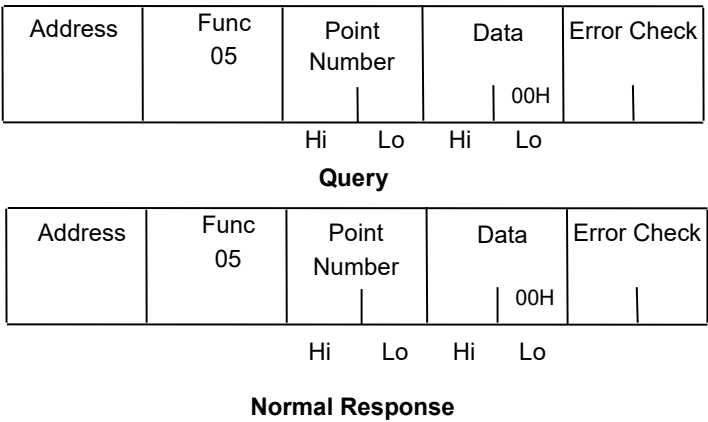 Address Func Point Data Error Check
05 Number
00H
Hi Lo Hi Lo
Query
Address Func Point Data Error Check
05 Number
00H
Hi Lo Hi Lo
Normal Response